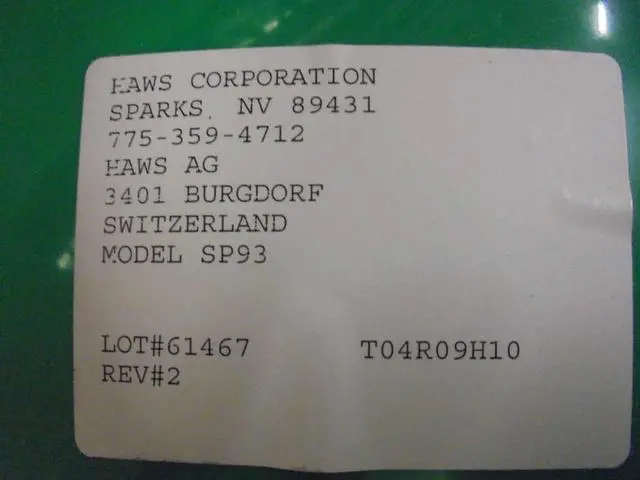 HAWS CORPORATION
SPARKS, NV 89431
775-359-4712
HAWS AG
3401 BURGDORF
SWITZERLAND
MODEL SP93
LOT#61467 T04R09H10
REV#2